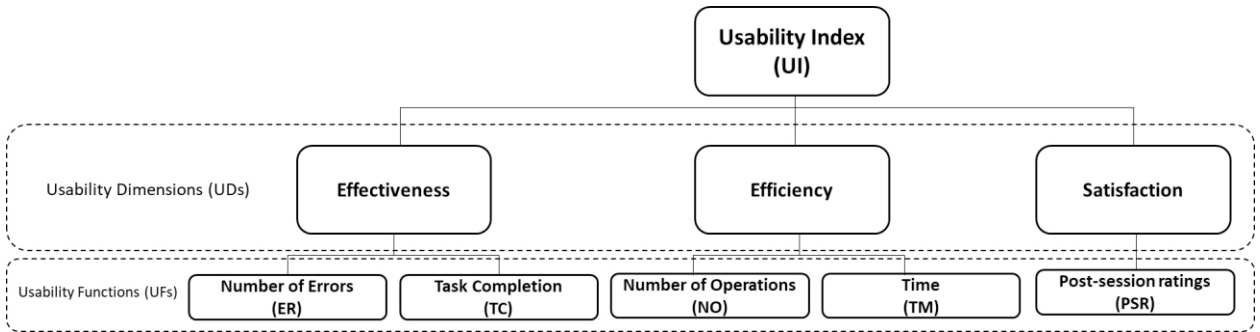 Usability Index
(UI)
Usability Dimensions (UDs)
Effectiveness
Efficiency
Satisfaction
Usability Functions (UFs)
Number of Errors
(ER)
Task Completion
(TC)
Number of Operations
(NO)
Time
(TM)
Post-session ratings
(PSR)